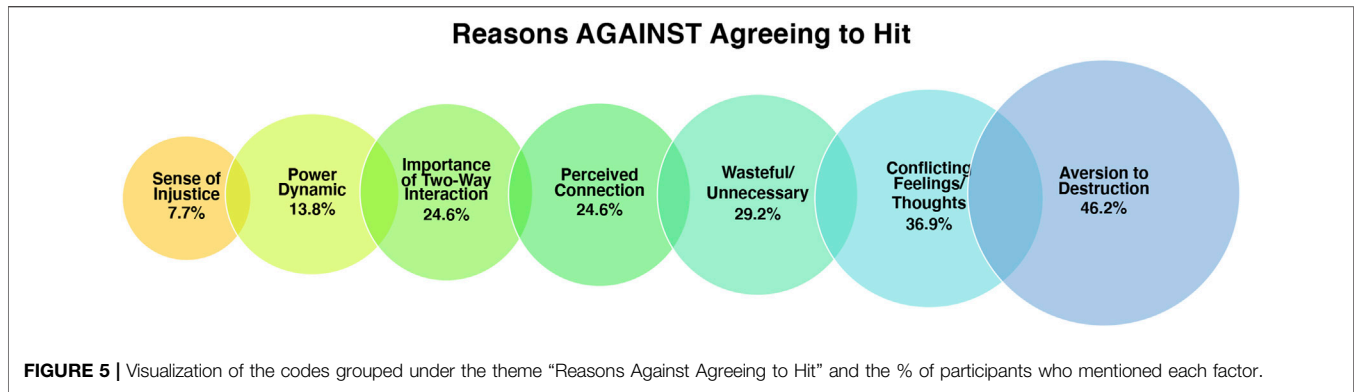 Reasons AGAINST Agreeing to Hit
Sense of
Injustice
7.7%
Power
Dynamic
13.8%
Importance
of Two-Way
Interaction
24.6%
Perceived
Connection
24.6%
Wasteful/
Unnecessary
29.2%
Conflicting
Feelings/
Thoughts
36.9%
Aversion to
Destruction
46.2%
FIGURE 5 | Visualization of the codes grouped under the theme “Reasons Against Agreeing to Hit” and the % of participants who mentioned each factor.